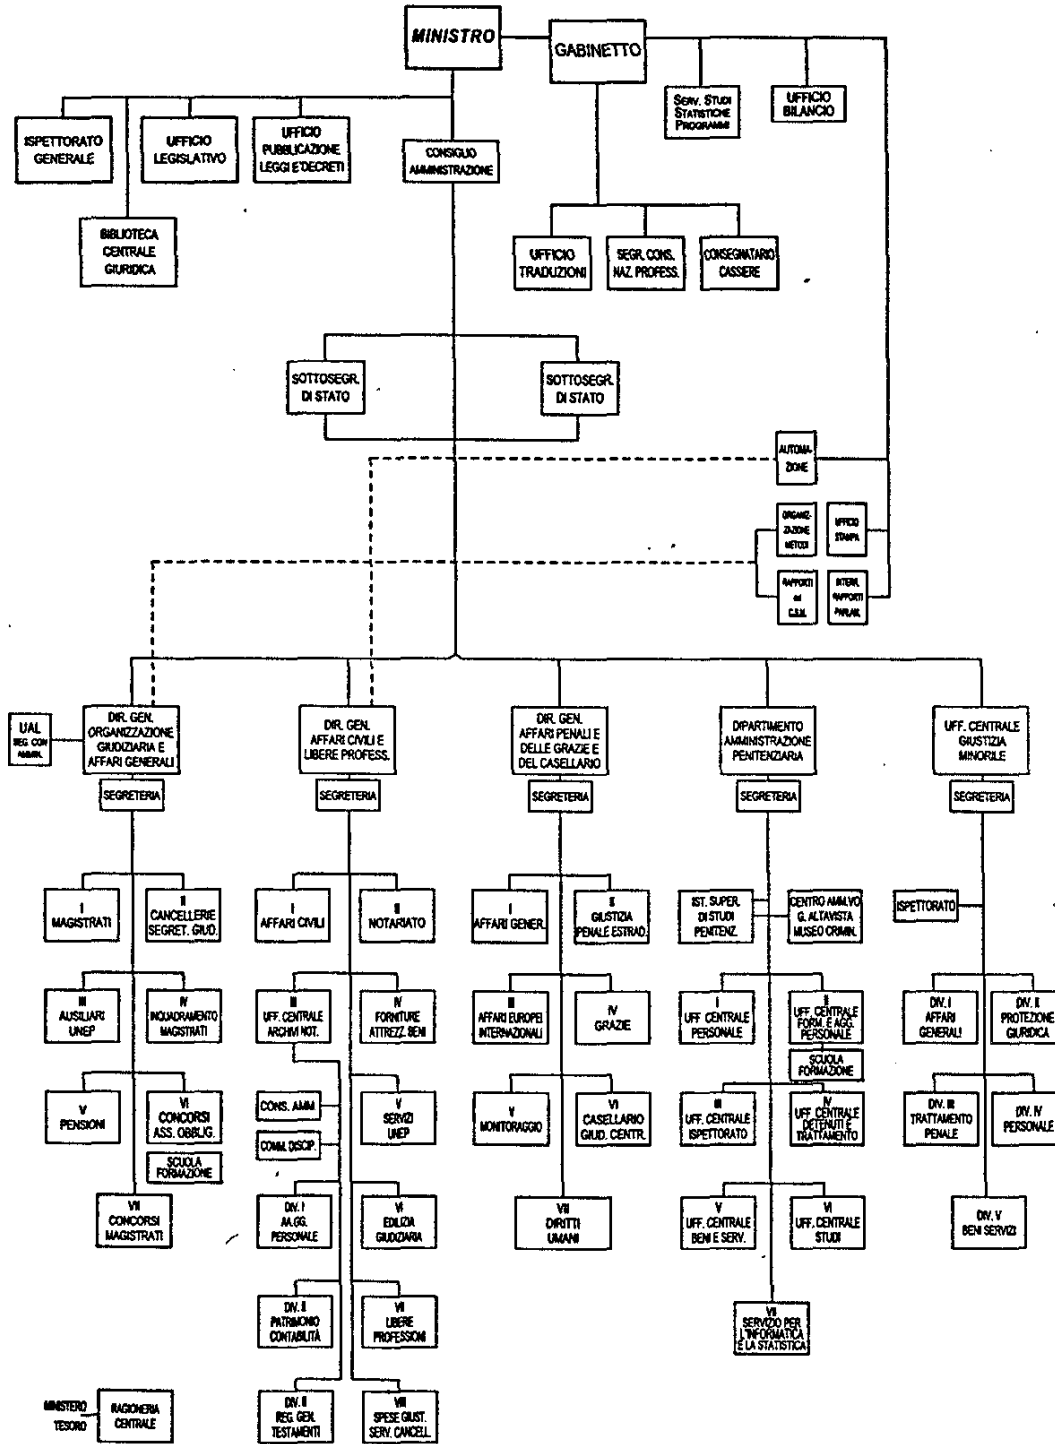 MINISTRO
GABINETTO
SERV. STUDI
STATISTICHE
PROGRAMMI
UFFICIO
BILANCIO
ISPETTORATO
GENERALE
UFFICIO
LEGISLATIVO
UFFICIO
PUBBLICAZIONE
LEGGI E DECRETI
CONSIGLIO
AMMINISTRAZIONE
BIBLIOTECA
CENTRALE
GIURIDICA
UFFICIO
TRADUZIONI
SEGR. CONS.
NAZ. PROFESS.
CONSEGNATARIO
CASSIERE
SOTTOSEGR.
DI STATO
SOTTOSEGR.
DI STATO
AUTOMA-
ZIONE
ORGANIZ-
ZAZIONE
METODI
UFFICIO
STAMPA
RAPPORTI
col
C.S.M.
INTERR.
RAPPORTI
PARLAM.
UAL
SEG. CON
AMMIN.
DIR. GEN.
ORGANIZZAZIONE
GIUDIZIARIA E
AFFARI GENERALI
DIR. GEN.
AFFARI CIVILI E
LIBERE PROFESS.
DIR. GEN.
AFFARI PENALI E
DELLE GRAZIE E
DEL CASELLARIO
DIPARTIMENTO
AMMINISTRAZIONE
PENITENZIARIA
UFF. CENTRALE
GIUSTIZIA
MINORILE
SEGRETERIA
SEGRETERIA
SEGRETERIA
SEGRETERIA
SEGRETERIA
I
MAGISTRATI
II
CANCELLERIE
SEGRET. GIUD.
III
AUSILIARI
UNEP
IV
INQUADRAMENTO
MAGISTRATI
V
PENSIONI
VI
CONCORSI
ASS. OBBLIG.
SCUOLA
FORMAZIONE
VII
CONCORSI
MAGISTRATI
I
AFFARI CIVILI
II
NOTARIATO
III
UFF. CENTRALE
ARCHIVI NOT.
IV
FORNITURE
ATTREZZ. BENI
CONS. AMM.
COMM. DISCIP.
V
SERVIZI
UNEP
DIV. I
AA.GG.
PERSONALE
VI
EDILIZIA
GIUDIZIARIA
DIV. II
PATRIMONIO
CONTABILITÀ
VII
LIBERE
PROFESSIONI
DIV. II
REG. GEN.
TESTAMENTI
VIII
SPESE GIUST.
SERV. CANCELL.
I
AFFARI GENER.
II
GIUSTIZIA
PENALE ESTRAD.
III
AFFARI EUROPEI
INTERNAZIONALI
IV
GRAZIE
V
MONITORAGGIO
VI
CASELLARIO
GIUD. CENTR.
VII
DIRITTI
UMANI
IST. SUPER.
DI STUDI
PENITENZ.
CENTRO AMM.VO
G. ALTAVISTA
MUSEO CRIMIN.
I
UFF. CENTRALE
PERSONALE
II
UFF. CENTRALE
FORM. E AGG.
PERSONALE
SCUOLA
FORMAZIONE
III
UFF. CENTRALE
ISPETTORATO
IV
UFF. CENTRALE
DETENUTI E
TRATTAMENTO
V
UFF. CENTRALE
BENI E SERV.
VI
UFF. CENTRALE
STUDI
VII
SERVIZIO PER
L'INFORMATICA
E LA STATISTICA
ISPETTORATO
DIV. I
AFFARI
GENERALI
DIV. II
PROTEZIONE
GIURIDICA
DIV. III
TRATTAMENTO
PENALE
DIV. IV
PERSONALE
DIV. V
BENI SERVIZI
MINISTERO
TESORO
RAGIONERIA
CENTRALE